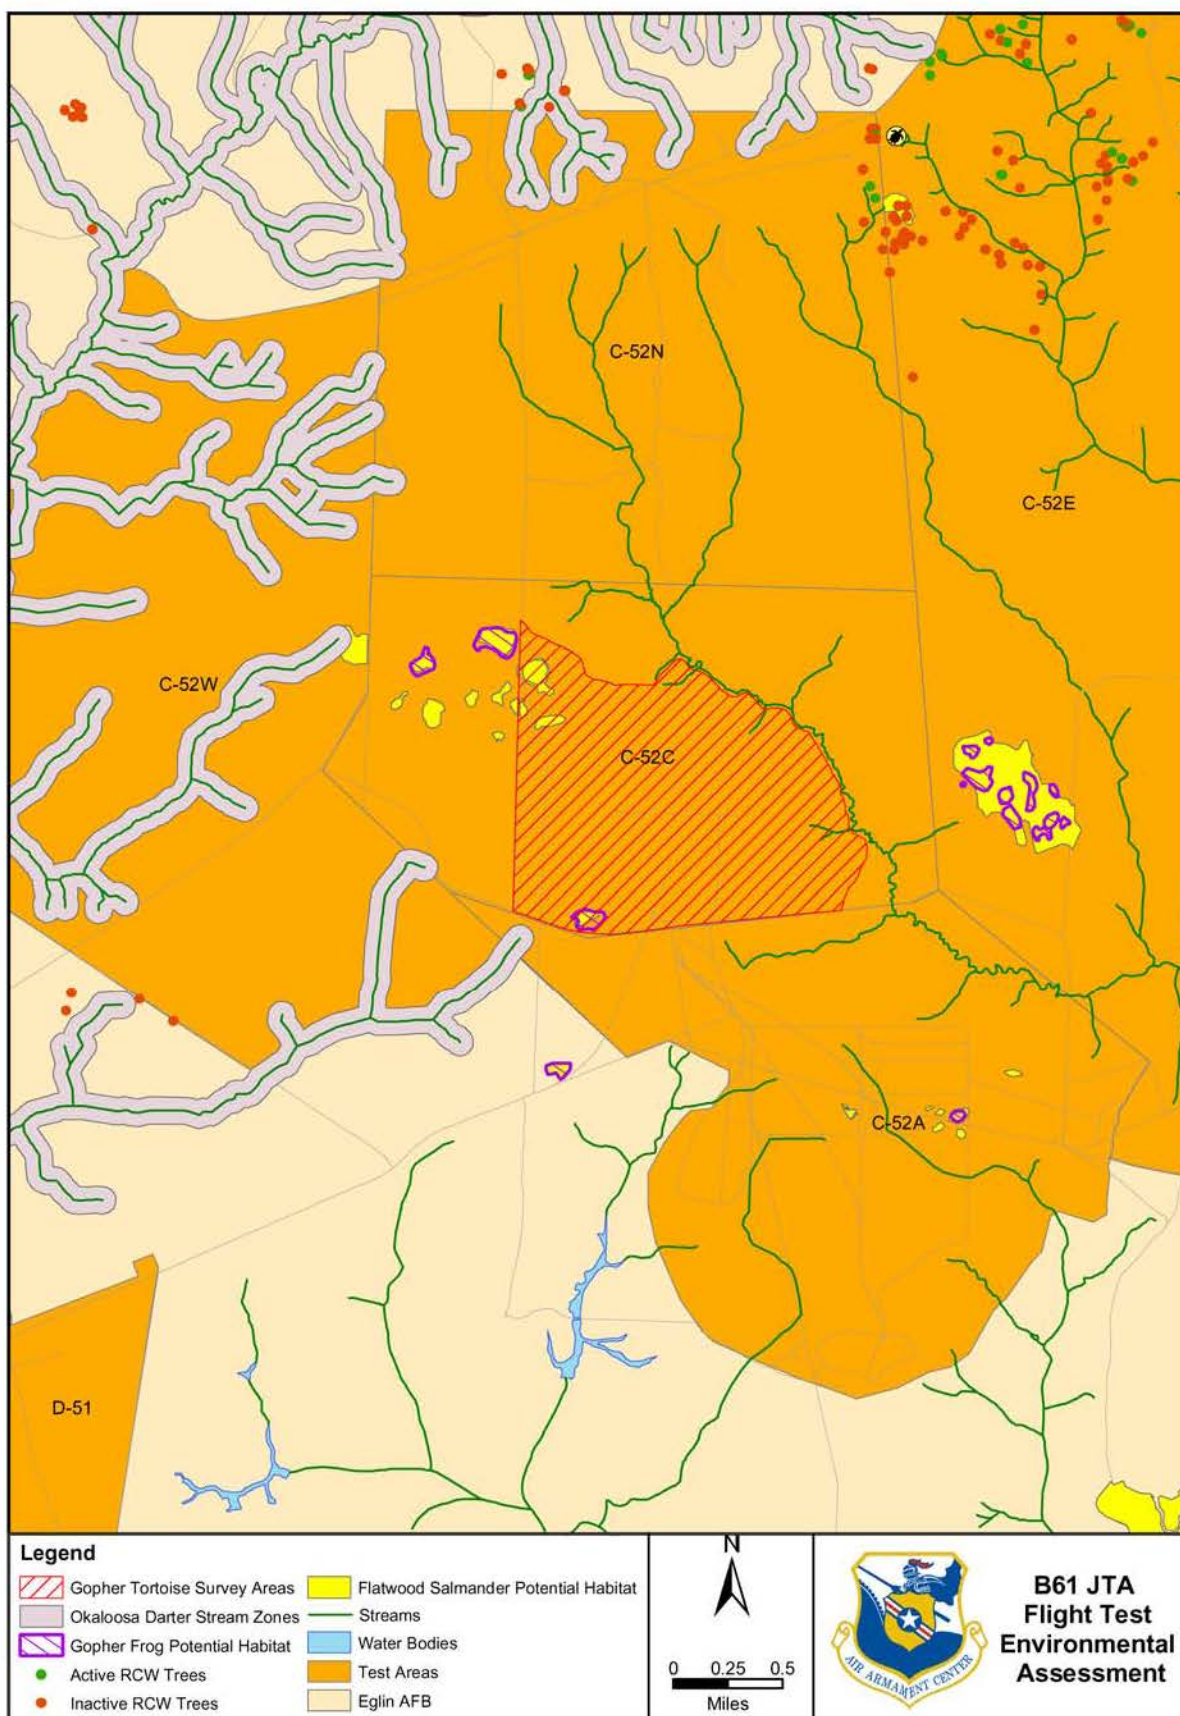 C-52N
C-52E
C-52W
C-52C
C-52A
D-51
Legend
Gopher Tortoise Survey Areas
Okaloosa Darter Stream Zones
Gopher Frog Potential Habitat
Active RCW Trees
Inactive RCW Trees
Flatwood Salmander Potential Habitat
Streams
Water Bodies
Test Areas
Eglin AFB
N
0 0.25 0.5
Miles
AIR ARMAMENT CENTER
B61 JTA
Flight Test
Environmental
Assessment